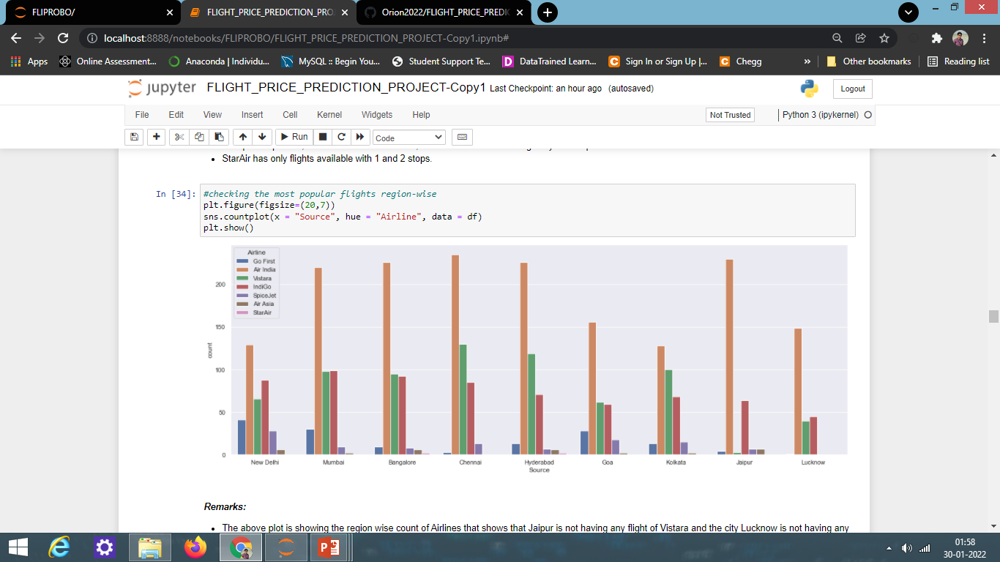 FLIPROBO/
FLIGHT_PRICE_PREDICTION_PRO
Orion2022/FLIGHT_PRICE_PREDI
localhost:8888/notebooks/FLIPROBO/FLIGHT_PRICE_PREDICTION_PROJECT-Copy1.ipynb#
Apps
Online Assessment...
Anaconda | Individu...
MySQL :: Begin You...
Student Support Te...
DataTrained Learn...
Sign In or Sign Up |...
Chegg
»
Other bookmarks
Reading list
jupyter FLIGHT_PRICE_PREDICTION_PROJECT-Copy1 Last Checkpoint: an hour ago (autosaved)
Logout
File Edit View Insert Cell Kernel Widgets Help
Not Trusted
Python 3 (ipykernel)
Run
Code
• StarAir has only flights available with 1 and 2 stops.
In [34]:
#checking the most popular flights region-wise
plt.figure(figsize=(20,7))
sns.countplot(x = "Source", hue = "Airline", data = df)
plt.show()
Airline
Go First
Air India
Vistara
IndiGo
SpiceJet
Air Asia
StarAir
200
150
100
50
0
count
New Delhi Mumbai Bangalore Chennai Hyderabad Goa Kolkata Jaipur Lucknow
Source
Remarks:
• The above plot is showing the region wise count of Airlines that shows that Jaipur is not having any flight of Vistara and the city Lucknow is not having any
01:58
30-01-2022